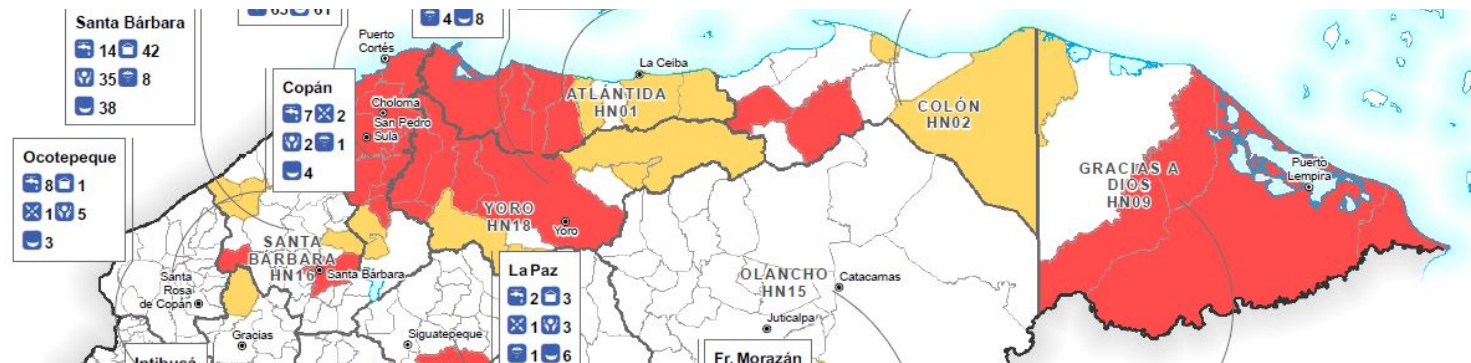 Santa Bárbara
14 42
35 8
38
63 61
4 8
Puerto
Cortés
Copán
7 2
2 1
4
Choloma
San Pedro
Sula
La Ceiba
ATLÁNTIDA
HN01
COLÓN
HN02
Ocotepeque
8 1
1 5
3
GRACIAS A
DIOS
HN09
Puerto
Lempira
YORO
HN18
Yoro
SANTA
BÁRBARA
HN16
Santa Bárbara
Santa
Rosa
de Copán
La Paz
2 3
1 3
1 6
OLANCHO
HN15
Catacamas
Juticalpa
Gracias
Siguatepeque
Intibucá
Fr. Morazán